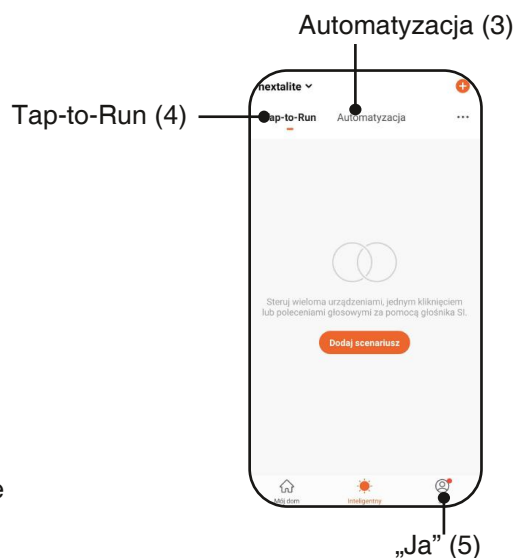 Automatyzacja (3)
nextalite
Tap-to-Run (4)
Tap-to-Run
Automatyzacja
Steruj wieloma urządzeniami, jednym kliknięciem
lub poleceniami głosowymi za pomocą głośnika SI.
Dodaj scenariusz
e
Mój dom
Inteligentny
„Ja” (5)